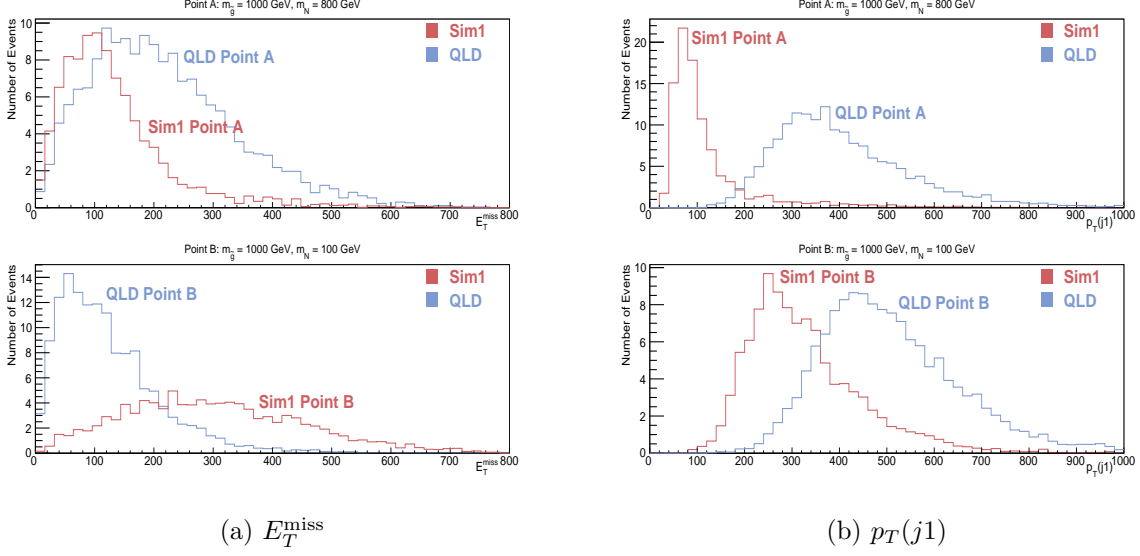 Point A: m_g̃ = 1000 GeV, m_N = 800 GeV
Number of Events
10
8
6
4
2
0
Sim1
QLD
QLD Point A
Sim1 Point A
0 100 200 300 400 500 600 700 800
E_T^miss
Point A: m_g̃ = 1000 GeV, m_N = 800 GeV
Number of Events
20
15
10
5
0
Sim1
QLD
Sim1 Point A
QLD Point A
0 100 200 300 400 500 600 700 800 900 1000
p_T(j1)
Point B: m_g̃ = 1000 GeV, m_N = 100 GeV
Number of Events
14
12
10
8
6
4
2
0
Sim1
QLD
QLD Point B
Sim1 Point B
0 100 200 300 400 500 600 700 800
E_T^miss
Point B: m_g̃ = 1000 GeV, m_N = 100 GeV
Number of Events
10
8
6
4
2
0
Sim1
QLD
Sim1 Point B
QLD Point B
0 100 200 300 400 500 600 700 800 900 1000
p_T(j1)
(a) E_T^miss
(b) p_T(j1)